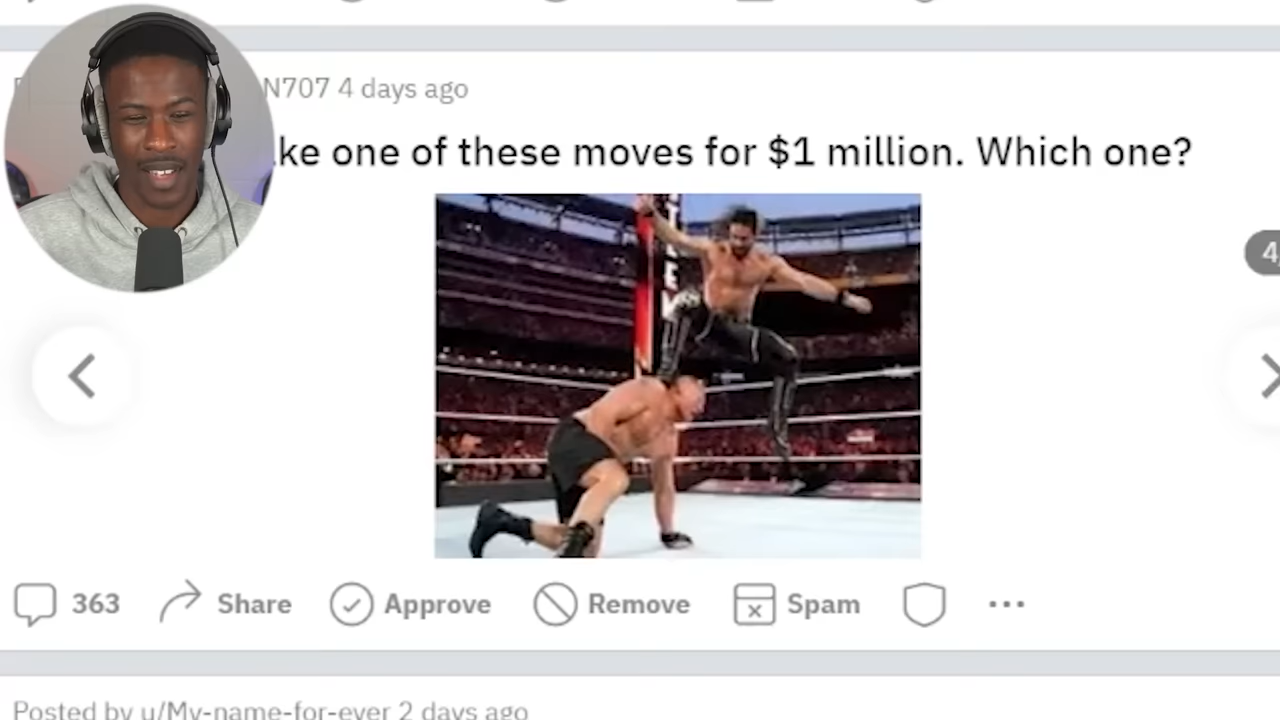 N707 4 days ago
ke one of these moves for $1 million. Which one?
4
363 Share Approve Remove Spam
Posted by u/My-name-for-ever 2 days ago